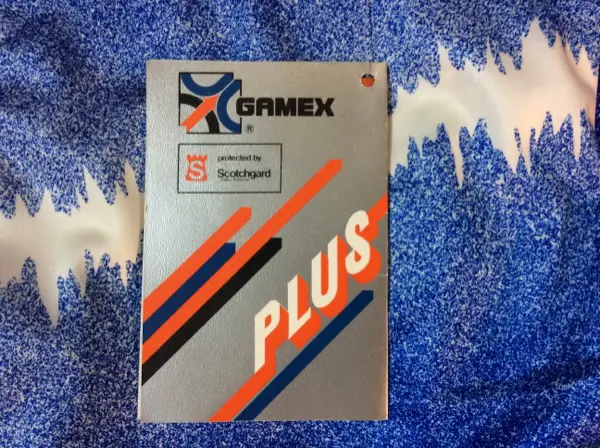 GAMEX
®
protected by
S
Scotchgard
PLUS